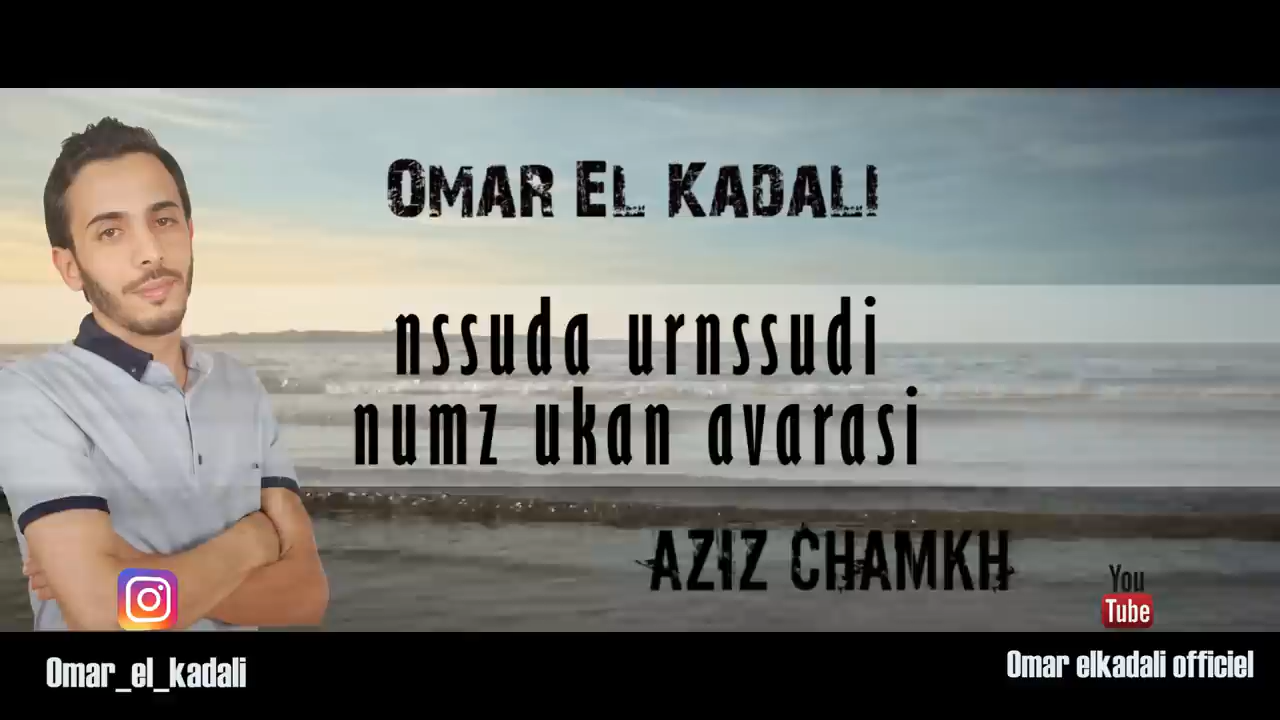 Omar El Kadali
nssuda urnssudi
numz ukan avarasi
AZIZ CHAMKH
You
Tube
Omar_el_kadali
Omar elkadali officiel